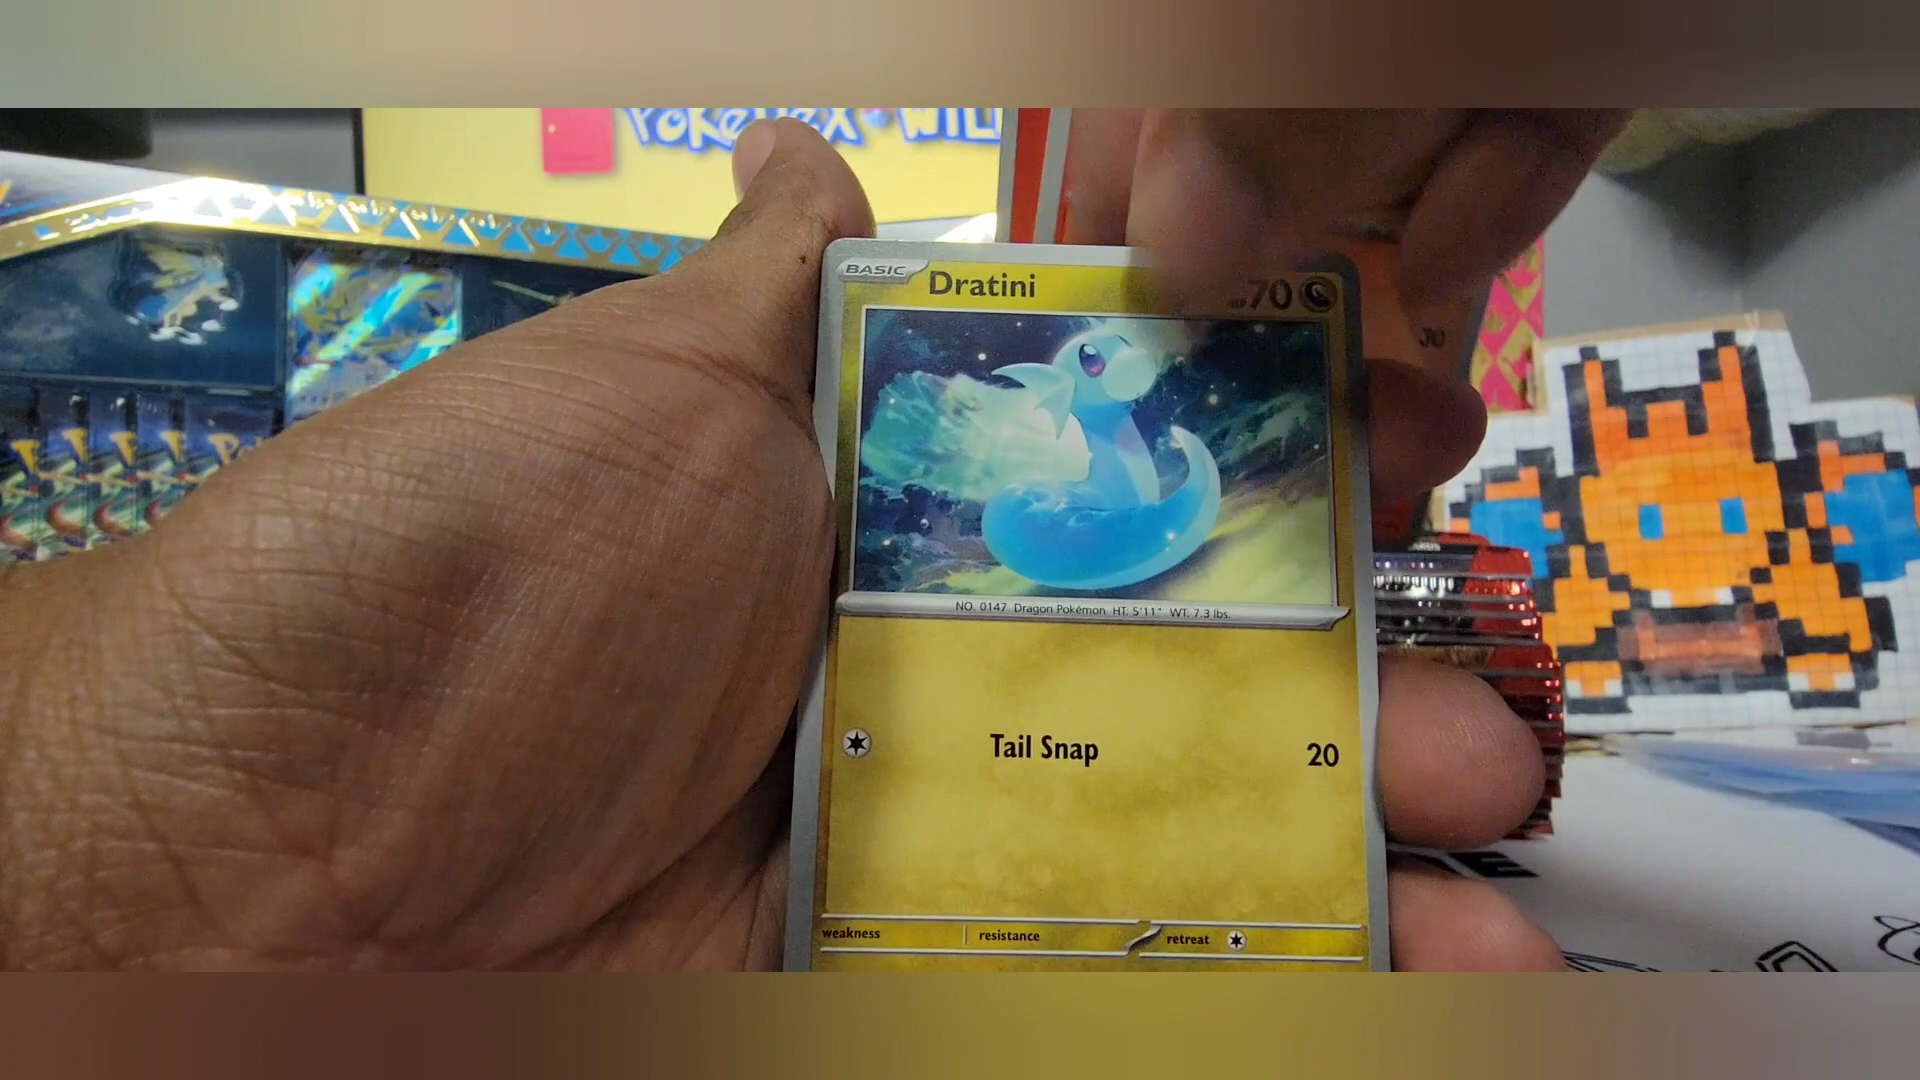 BASIC
Dratini
70
30
NO. 0147 Dragon Pokémon HT: 5'11" WT: 7.3 lbs.
Tail Snap
20
weakness
resistance
retreat